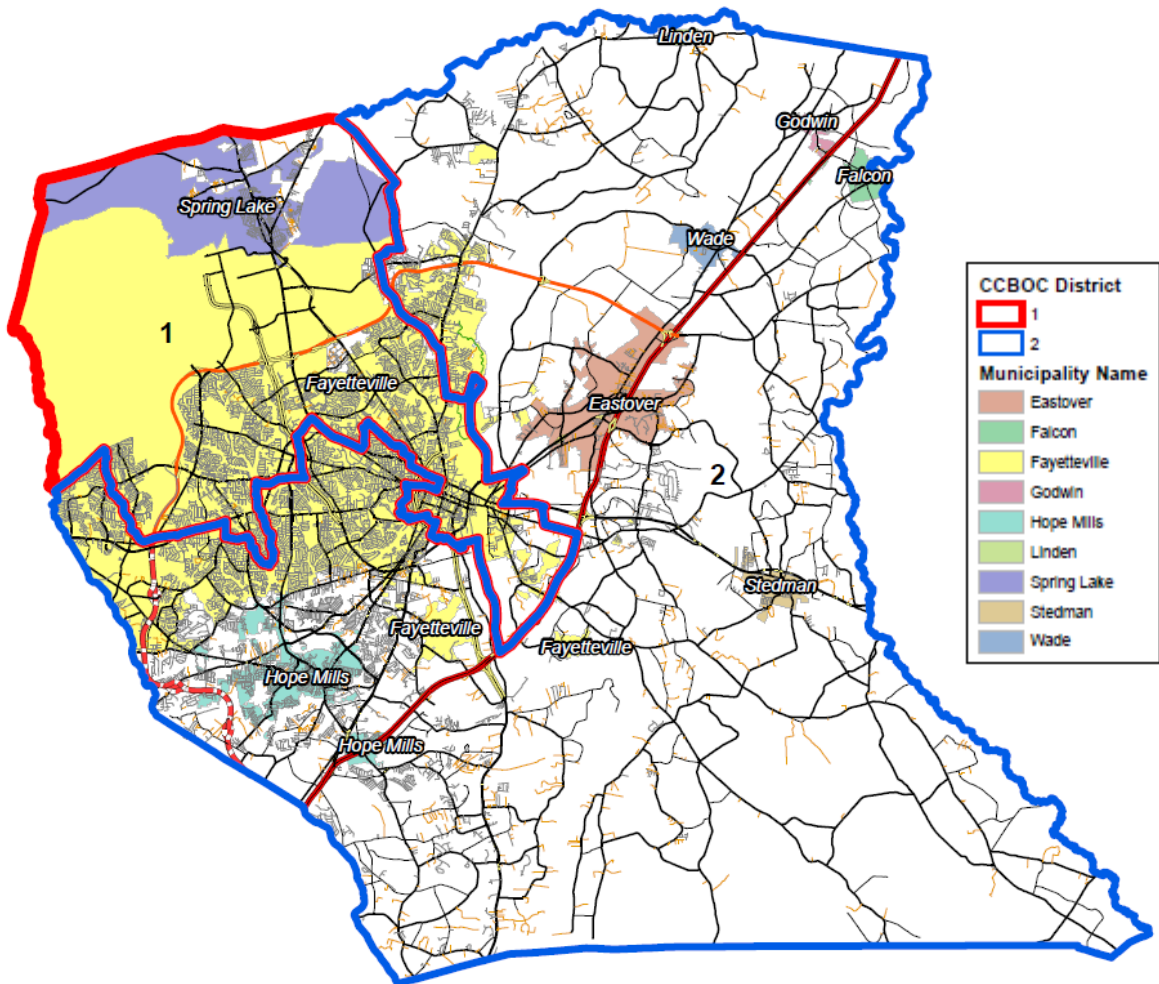 Linden
Godwin
Falcon
Spring Lake
Wade
1
Fayetteville
Eastover
2
Stedman
Fayetteville
Fayetteville
Hope Mills
Hope Mills
CCBOC District
1
2
Municipality Name
Eastover
Falcon
Fayetteville
Godwin
Hope Mills
Linden
Spring Lake
Stedman
Wade